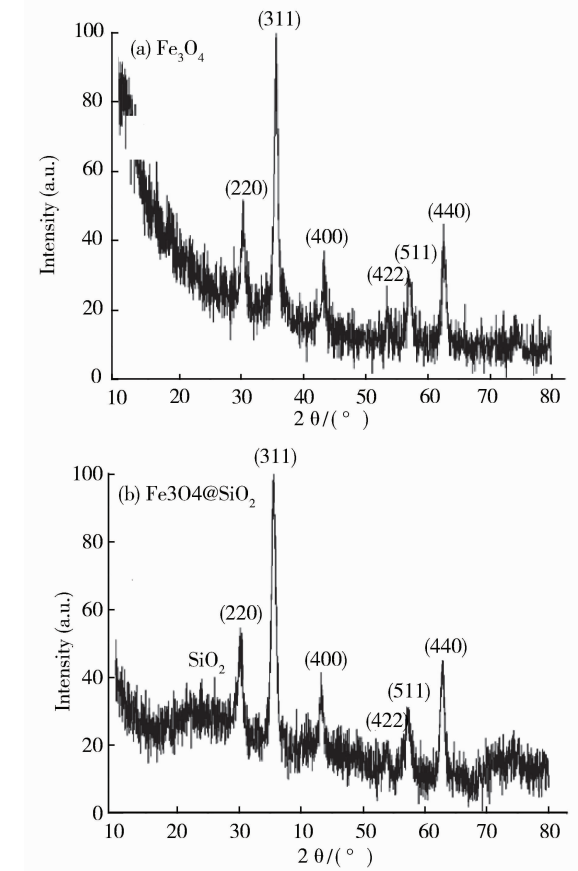 (311)
100
(a) Fe₃O₄
80
60
(220)
(440)
(400)
40
(511)
(422)
20
0
Intensity (a.u.)
10 20 30 40 50 60 70 80
2 θ/( ° )
(311)
100
(b) Fe3O4@SiO₂
80
60
(220)
SiO₂
(400)
(440)
40
(511)
(422)
20
0
Intensity (a.u.)
10 20 30 10 50 60 70 80
2 θ/( ° )